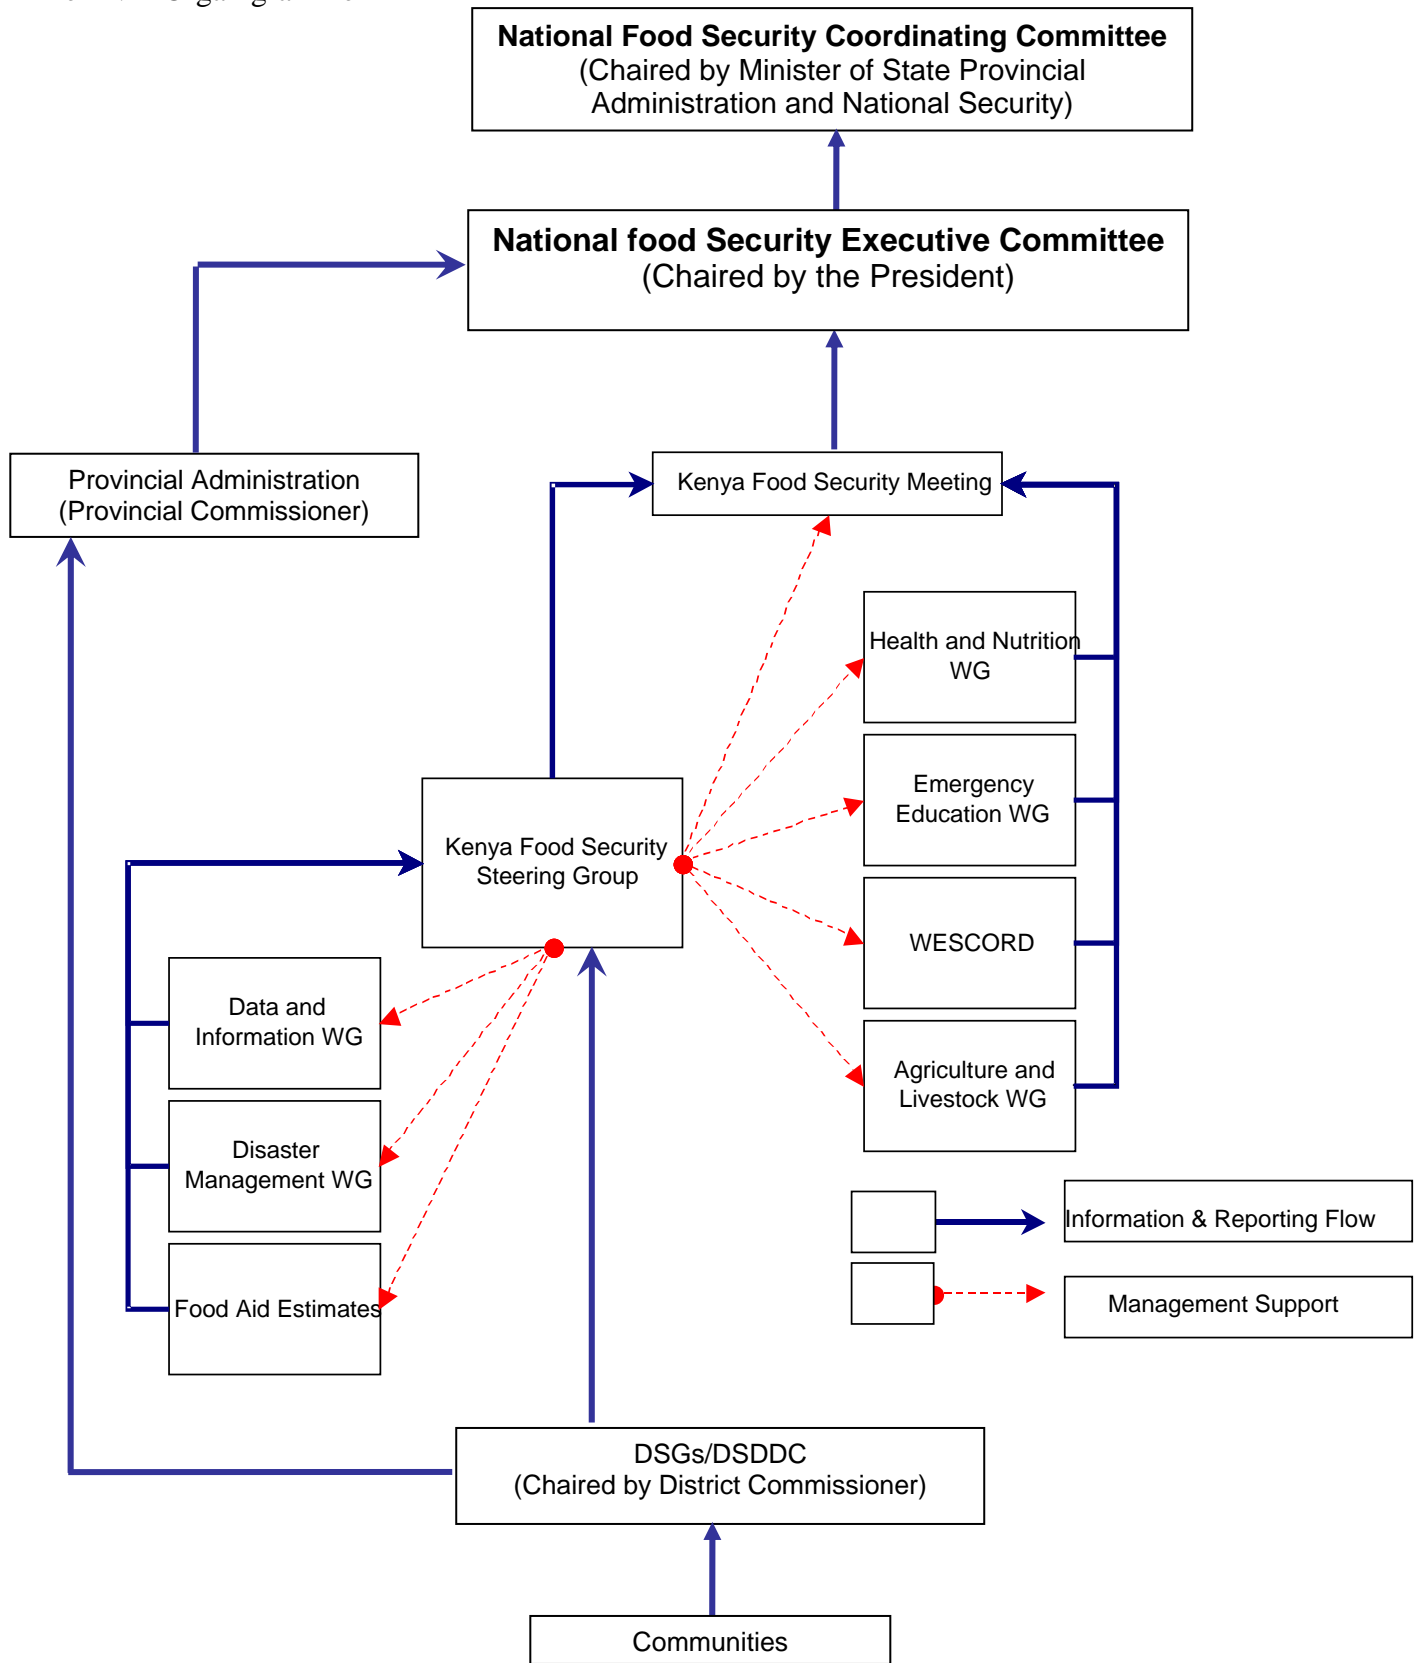 National Food Security Coordinating Committee
(Chaired by Minister of State Provincial
Administration and National Security)
National food Security Executive Committee
(Chaired by the President)
Provincial Administration
(Provincial Commissioner)
Kenya Food Security Meeting
Health and Nutrition
WG
Emergency
Education WG
Kenya Food Security
Steering Group
WESCORD
Data and
Information WG
Agriculture and
Livestock WG
Disaster
Management WG
Information & Reporting Flow
Food Aid Estimates
Management Support
DSGs/DSDDC
(Chaired by District Commissioner)
Communities